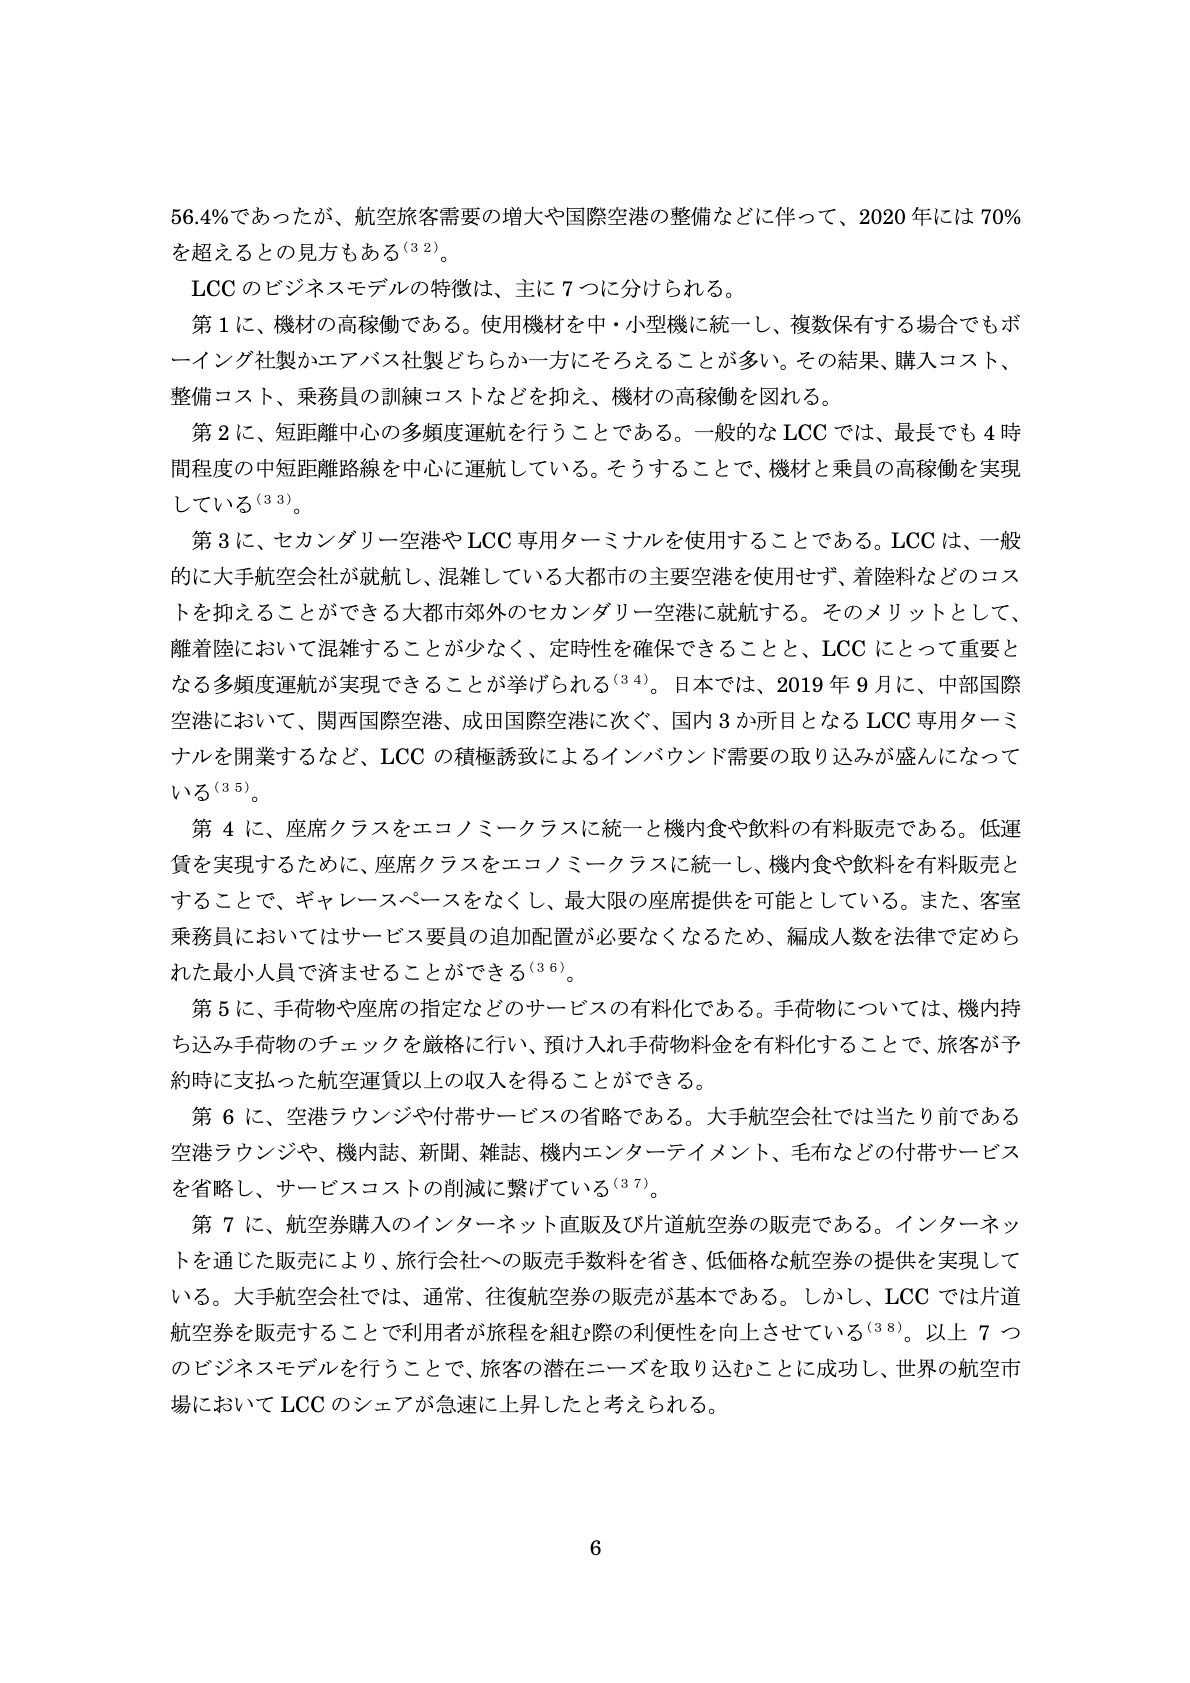 56.4%であったが、航空旅客需要の増大や国際空港の整備などに伴って、2020 年には 70%
を超えるとの見方もある(32)。
LCC のビジネスモデルの特徴は、主に 7 つに分けられる。
第 1 に、機材の高稼働である。使用機材を中・小型機に統一し、複数保有する場合でもボ
ーイング社製かエアバス社製どちらか一方にそろえることが多い。その結果、購入コスト、
整備コスト、乗務員の訓練コストなどを抑え、機材の高稼働を図れる。
第 2 に、短距離中心の多頻度運航を行うことである。一般的な LCC では、最長でも 4 時
間程度の中短距離路線を中心に運航している。そうすることで、機材と乗員の高稼働を実現
している(33)。
第 3 に、セカンダリー空港や LCC 専用ターミナルを使用することである。LCC は、一般
的に大手航空会社が就航し、混雑している大都市の主要空港を使用せず、着陸料などのコス
トを抑えることができる大都市郊外のセカンダリー空港に就航する。そのメリットとして、
離着陸において混雑することが少なく、定時性を確保できることと、LCC にとって重要と
なる多頻度運航が実現できることが挙げられる(34)。日本では、2019 年 9 月に、中部国際
空港において、関西国際空港、成田国際空港に次ぐ、国内 3 か所目となる LCC 専用ターミ
ナルを開業するなど、LCC の積極誘致によるインバウンド需要の取り込みが盛んになって
いる(35)。
第 4 に、座席クラスをエコノミークラスに統一と機内食や飲料の有料販売である。低運
賃を実現するために、座席クラスをエコノミークラスに統一し、機内食や飲料を有料販売と
することで、ギャレースペースをなくし、最大限の座席提供を可能としている。また、客室
乗務員においてはサービス要員の追加配置が必要なくなるため、編成人数を法律で定めら
れた最小人員で済ませることができる(36)。
第 5 に、手荷物や座席の指定などのサービスの有料化である。手荷物については、機内持
ち込み手荷物のチェックを厳格に行い、預け入れ手荷物料金を有料化することで、旅客が予
約時に支払った航空運賃以上の収入を得ることができる。
第 6 に、空港ラウンジや付帯サービスの省略である。大手航空会社では当たり前である
空港ラウンジや、機内誌、新聞、雑誌、機内エンターテイメント、毛布などの付帯サービス
を省略し、サービスコストの削減に繋げている(37)。
第 7 に、航空券購入のインターネット直販及び片道航空券の販売である。インターネッ
トを通じた販売により、旅行会社への販売手数料を省き、低価格な航空券の提供を実現して
いる。大手航空会社では、通常、往復航空券の販売が基本である。しかし、LCC では片道
航空券を販売することで利用者が旅程を組む際の利便性を向上させている(38)。以上 7 つ
のビジネスモデルを行うことで、旅客の潜在ニーズを取り込むことに成功し、世界の航空市
場において LCC のシェアが急速に上昇したと考えられる。
6